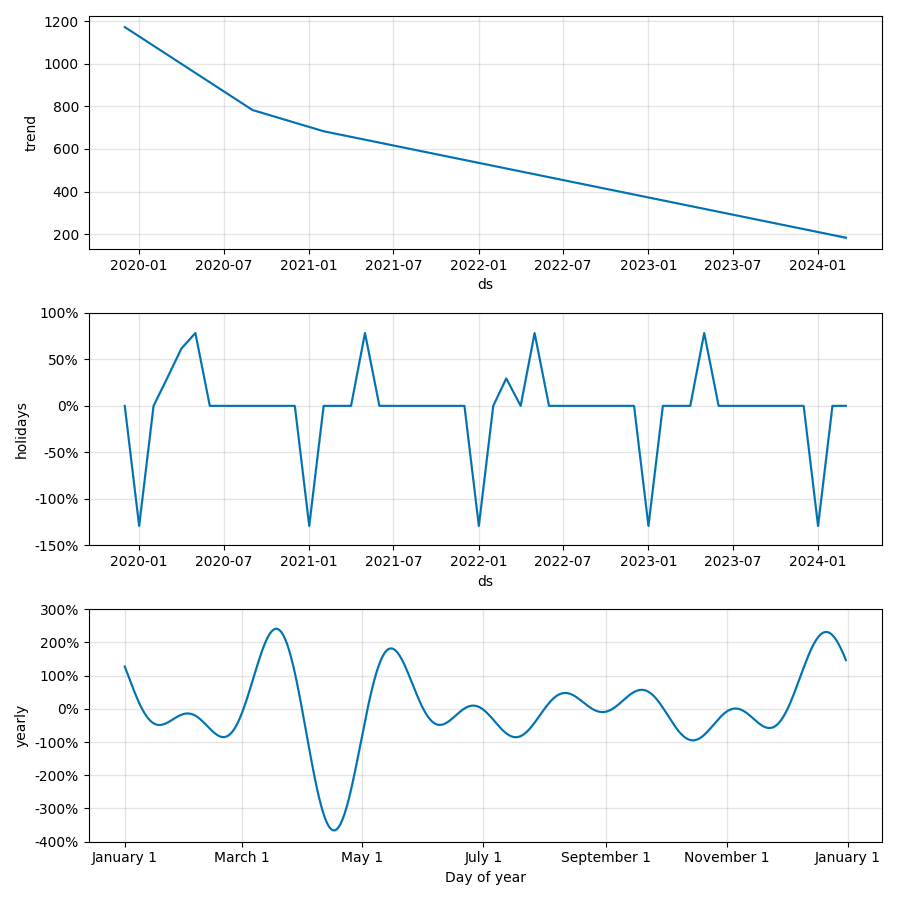 1200
1000
800
600
400
200
trend
2020-01 2020-07 2021-01 2021-07 2022-01 2022-07 2023-01 2023-07 2024-01
ds
100%
50%
0%
-50%
-100%
-150%
holidays
2020-01 2020-07 2021-01 2021-07 2022-01 2022-07 2023-01 2023-07 2024-01
ds
300%
200%
100%
0%
-100%
-200%
-300%
-400%
yearly
January 1 March 1 May 1 July 1 September 1 November 1 January 1
Day of year